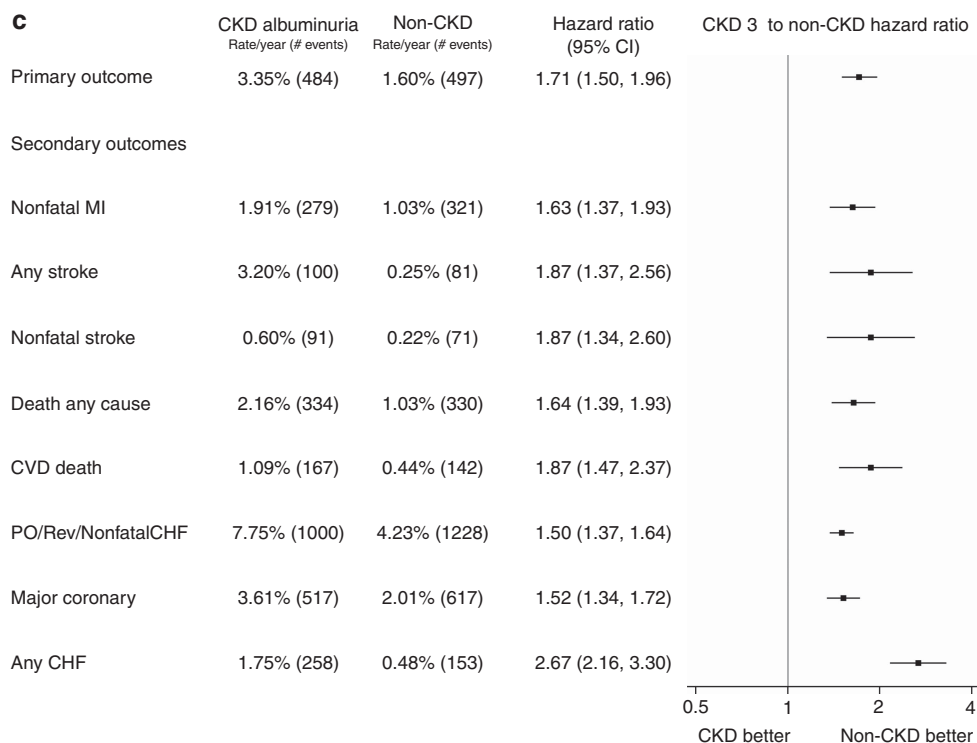 c
CKD albuminuria Non-CKD Hazard ratio CKD 3 to non-CKD hazard ratio
Rate/year (# events) Rate/year (# events) (95% CI)
Primary outcome 3.35% (484) 1.60% (497) 1.71 (1.50, 1.96)
Secondary outcomes
Nonfatal MI 1.91% (279) 1.03% (321) 1.63 (1.37, 1.93)
Any stroke 3.20% (100) 0.25% (81) 1.87 (1.37, 2.56)
Nonfatal stroke 0.60% (91) 0.22% (71) 1.87 (1.34, 2.60)
Death any cause 2.16% (334) 1.03% (330) 1.64 (1.39, 1.93)
CVD death 1.09% (167) 0.44% (142) 1.87 (1.47, 2.37)
PO/Rev/NonfatalCHF 7.75% (1000) 4.23% (1228) 1.50 (1.37, 1.64)
Major coronary 3.61% (517) 2.01% (617) 1.52 (1.34, 1.72)
Any CHF 1.75% (258) 0.48% (153) 2.67 (2.16, 3.30)
0.5 1 2 4
CKD better Non-CKD better